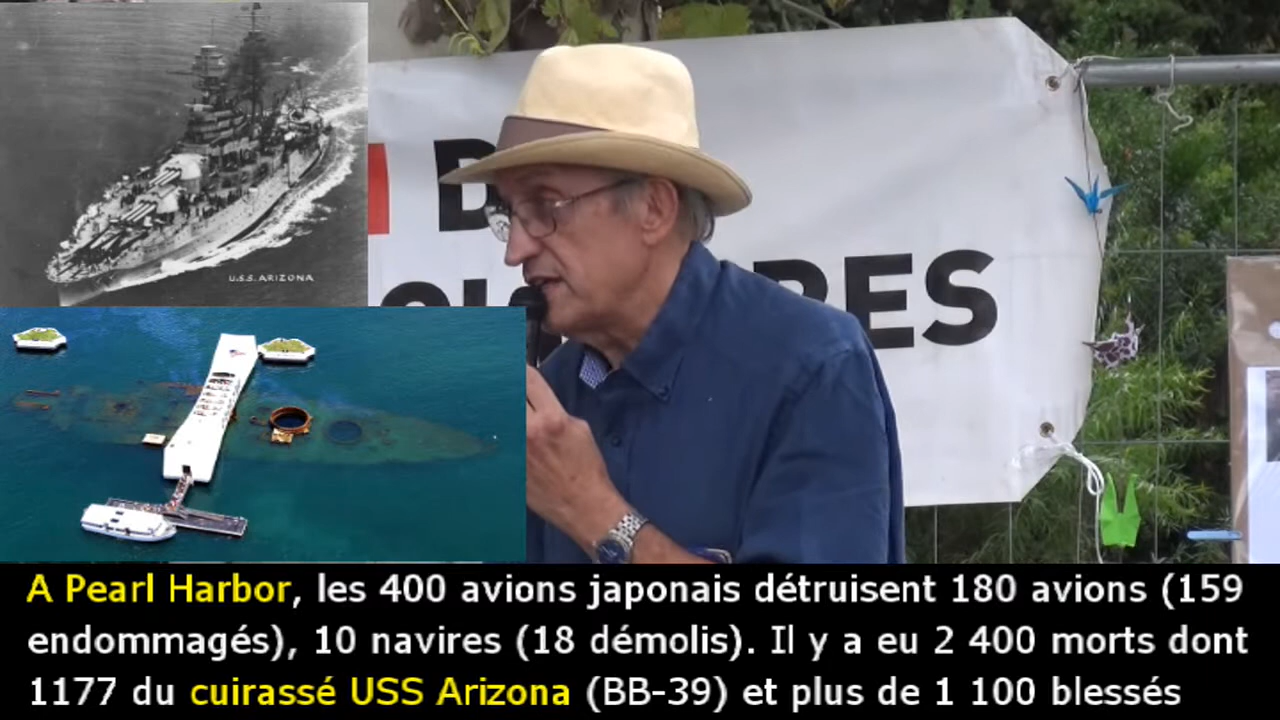 U.S.S. ARIZONA
RES
A Pearl Harbor, les 400 avions japonais détruisent 180 avions (159
endommagés), 10 navires (18 démolis). Il y a eu 2 400 morts dont
1177 du cuirassé USS Arizona (BB-39) et plus de 1 100 blessés